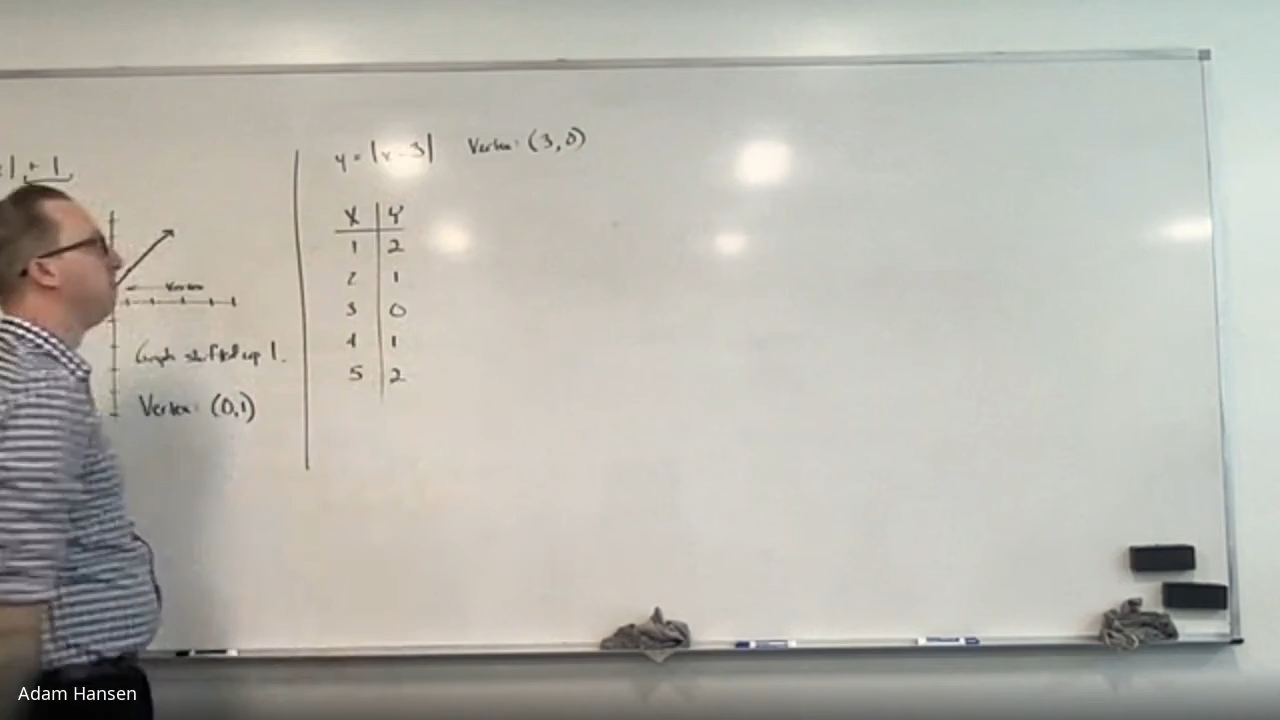 | + 1
Vertex
Graph shifted up 1.
Vertex: (0,1)
y = |x - 3| Vertex: (3,0)
X Y
1 2
2 1
3 0
4 1
5 2
Adam Hansen